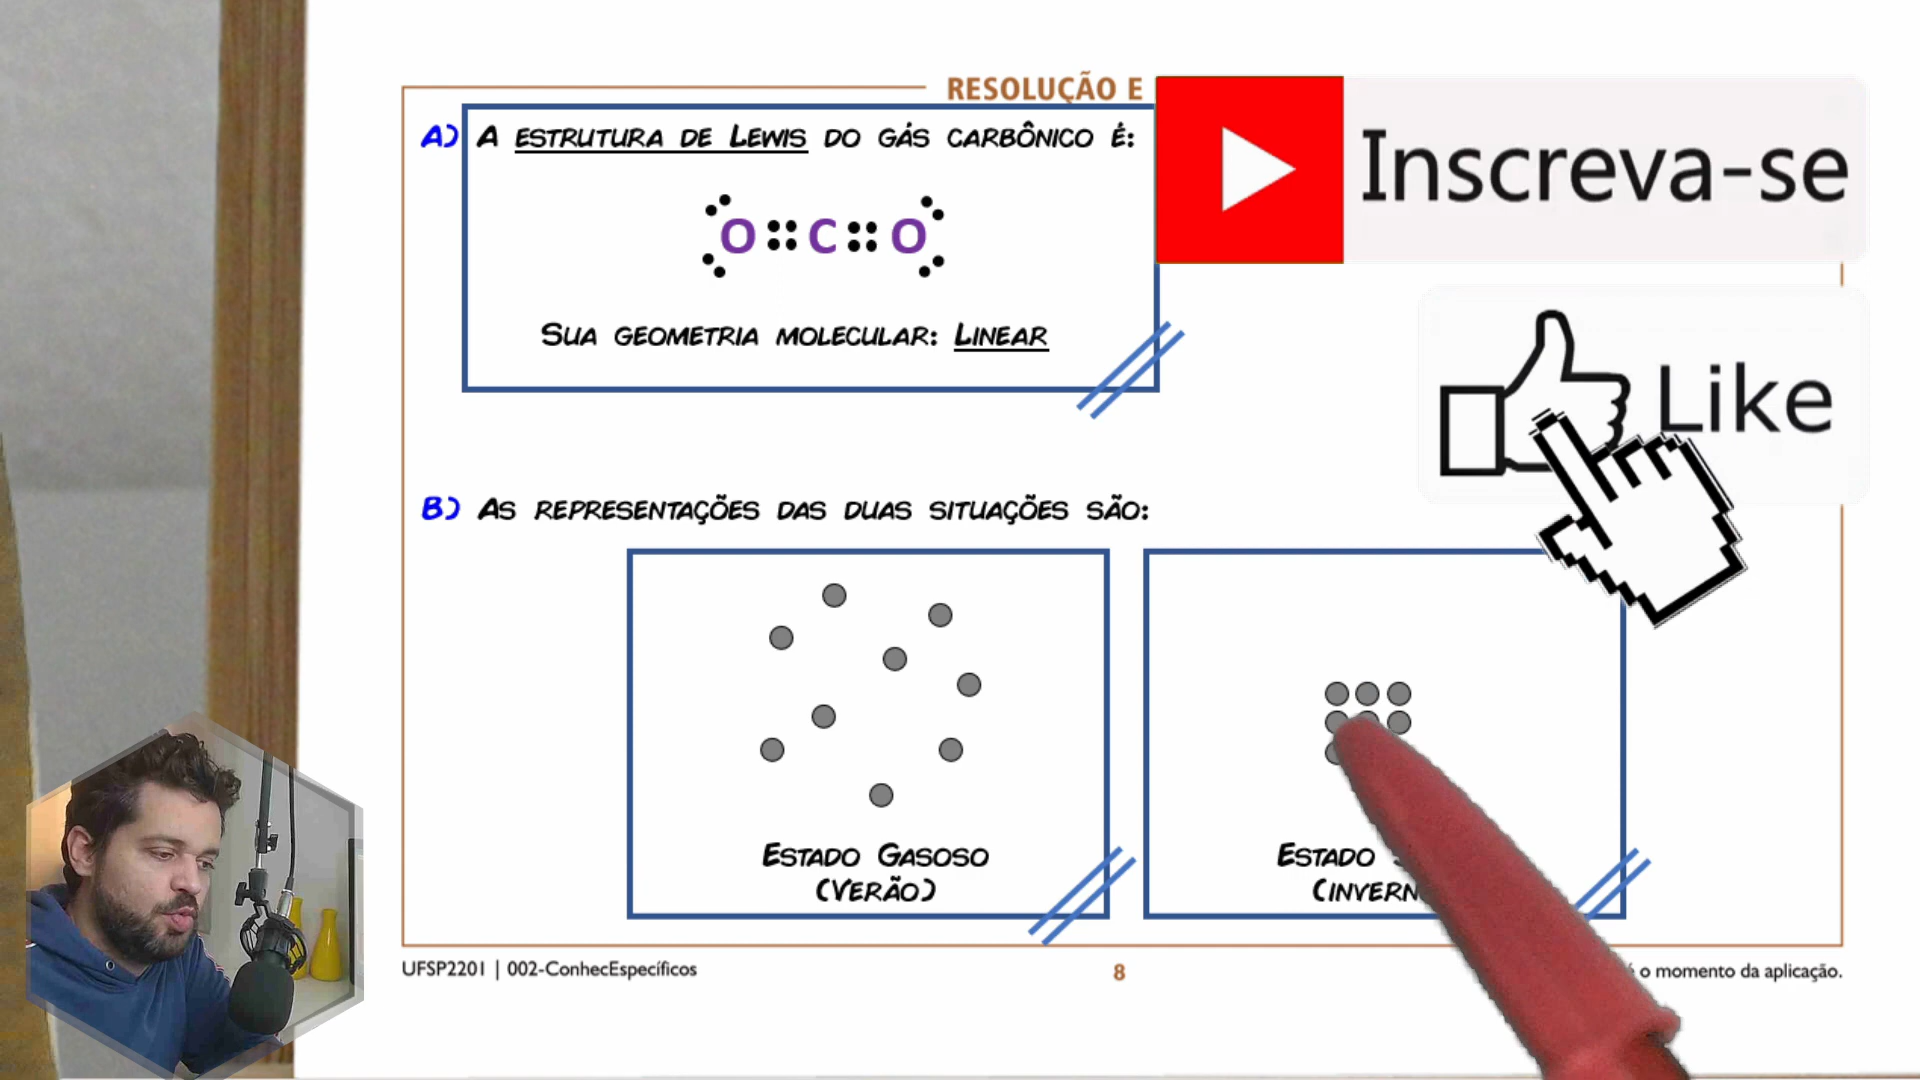 RESOLUÇÃO E
A) A ESTRUTURA DE LEWIS DO GÁS CARBÔNICO É:
O C O
SUA GEOMETRIA MOLECULAR: LINEAR
B) AS REPRESENTAÇÕES DAS DUAS SITUAÇÕES SÃO:
ESTADO GASOSO
(VERÃO)
ESTADO
(INVERN
UFSP2201 | 002-ConhecEspecíficos
8
o momento da aplicação.
Inscreva-se
Like